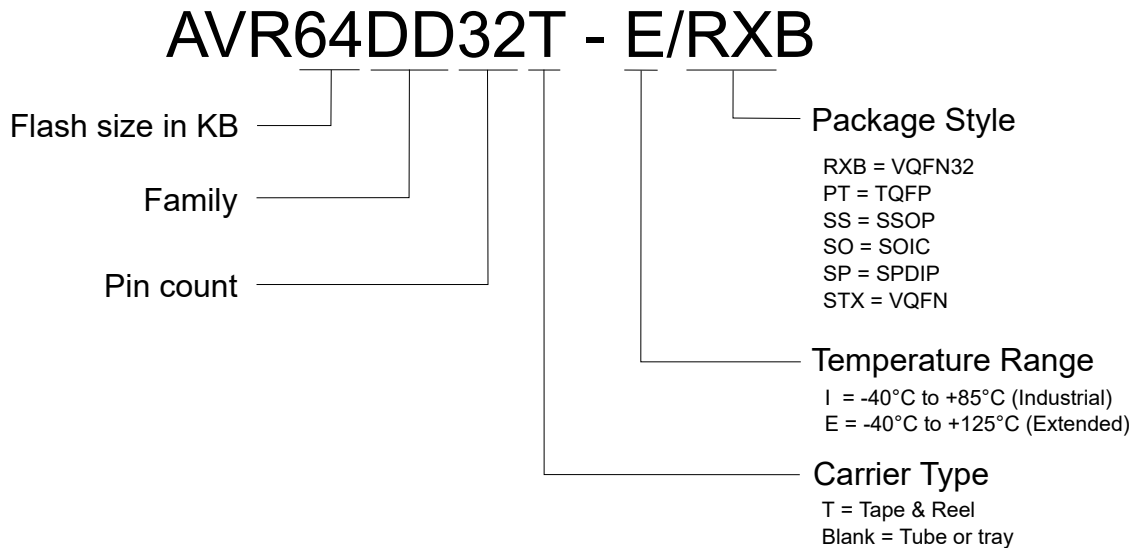 AVR64DD32T - E/RXB
Flash size in KB
Family
Pin count
Package Style
RXB = VQFN32
PT = TQFP
SS = SSOP
SO = SOIC
SP = SPDIP
STX = VQFN
Temperature Range
I = -40°C to +85°C (Industrial)
E = -40°C to +125°C (Extended)
Carrier Type
T = Tape & Reel
Blank = Tube or tray